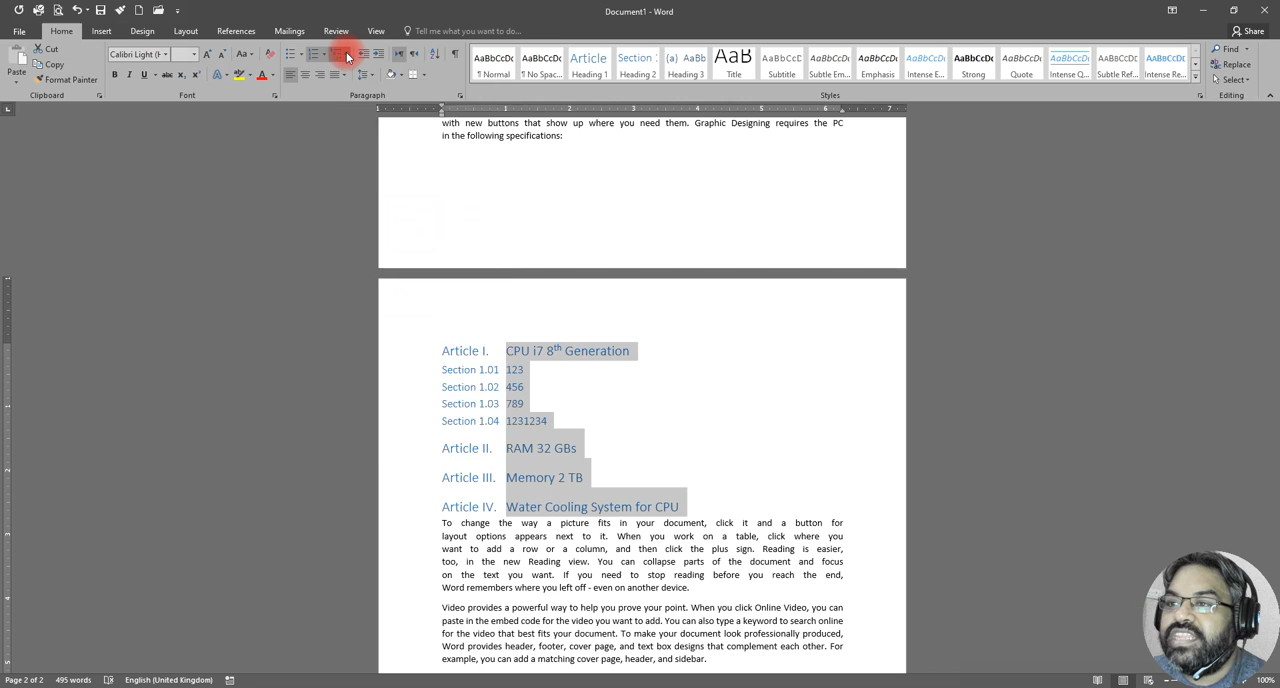 Document1 - Word
File Home Insert Design Layout References Mailings Review View Tell me what you want to do... Share
Paste
Cut
Copy
Format Painter
Calibri Light (H
AaBbCcDc AaBbCcDc Article Section (a) AaBb AaB AaBbCcD AaBbCcDc AaBbCcDc AaBbCcDc AaBbCcDc AaBbCcDc AaBbCcDc AaBbCcDc AaBbCcDc
¶ Normal ¶ No Spac... Heading 1 Heading 2 Heading 3 Title Subtitle Subtle Em... Emphasis Intense E... Strong Quote Intense Q... Subtle Ref... Intense Re...
Find
Replace
Select
Clipboard Font Paragraph Styles Editing
with new buttons that show up where you need them. Graphic Designing requires the PC
in the following specifications:
Article I. CPU i7 8th Generation
Section 1.01 123
Section 1.02 456
Section 1.03 789
Section 1.04 1231234
Article II. RAM 32 GBs
Article III. Memory 2 TB
Article IV. Water Cooling System for CPU
To change the way a picture fits in your document, click it and a button for
layout options appears next to it. When you work on a table, click where you
want to add a row or a column, and then click the plus sign. Reading is easier,
too, in the new Reading view. You can collapse parts of the document and focus
on the text you want. If you need to stop reading before you reach the end,
Word remembers where you left off - even on another device.
Video provides a powerful way to help you prove your point. When you click Online Video, you can
paste in the embed code for the video you want to add. You can also type a keyword to search online
for the video that best fits your document. To make your document look professionally produced,
Word provides header, footer, cover page, and text box designs that complement each other. For
example, you can add a matching cover page, header, and sidebar.
Page 2 of 2 495 words English (United Kingdom) 100%